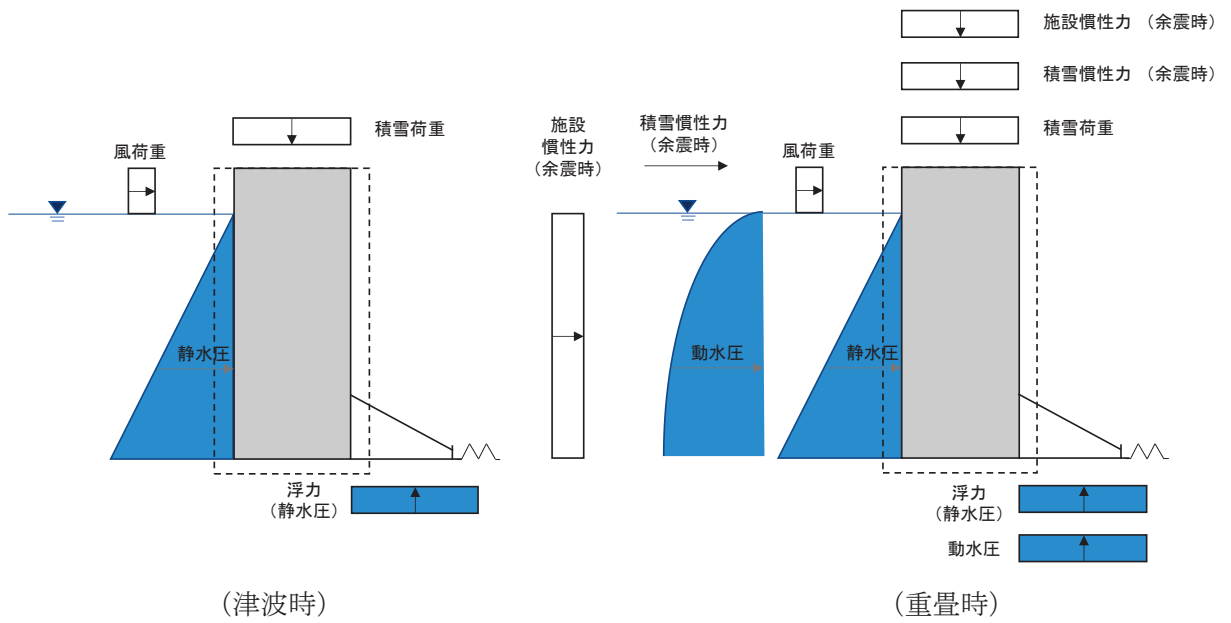 積雪荷重
風荷重
静水圧
浮力
（静水圧）
（津波時）
施設慣性力 （余震時）
積雪慣性力 （余震時）
積雪荷重
施設
慣性力
（余震時）
積雪慣性力
（余震時）
風荷重
動水圧
静水圧
浮力
（静水圧）
動水圧
（重畳時）